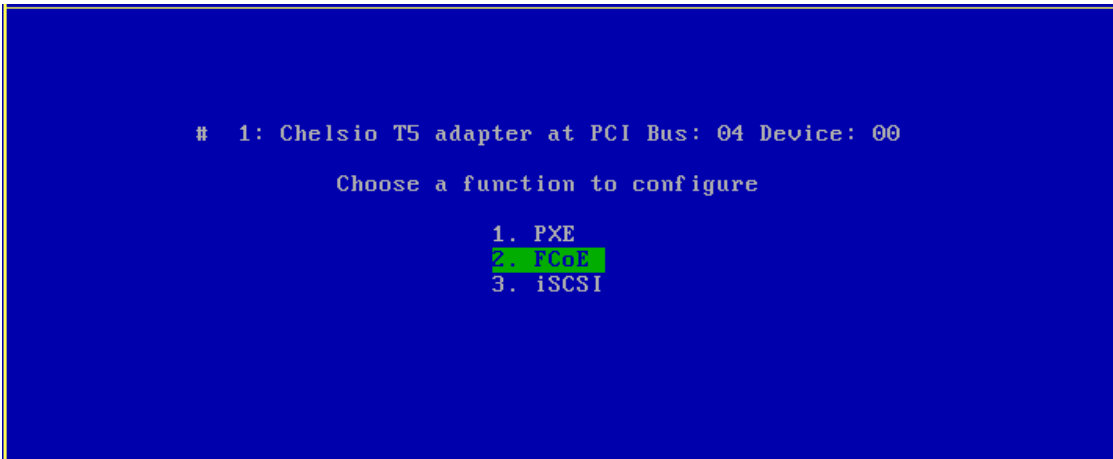 # 1: Chelsio T5 adapter at PCI Bus: 04 Device: 00
Choose a function to configure
1. PXE
2. FCoE
3. iSCSI